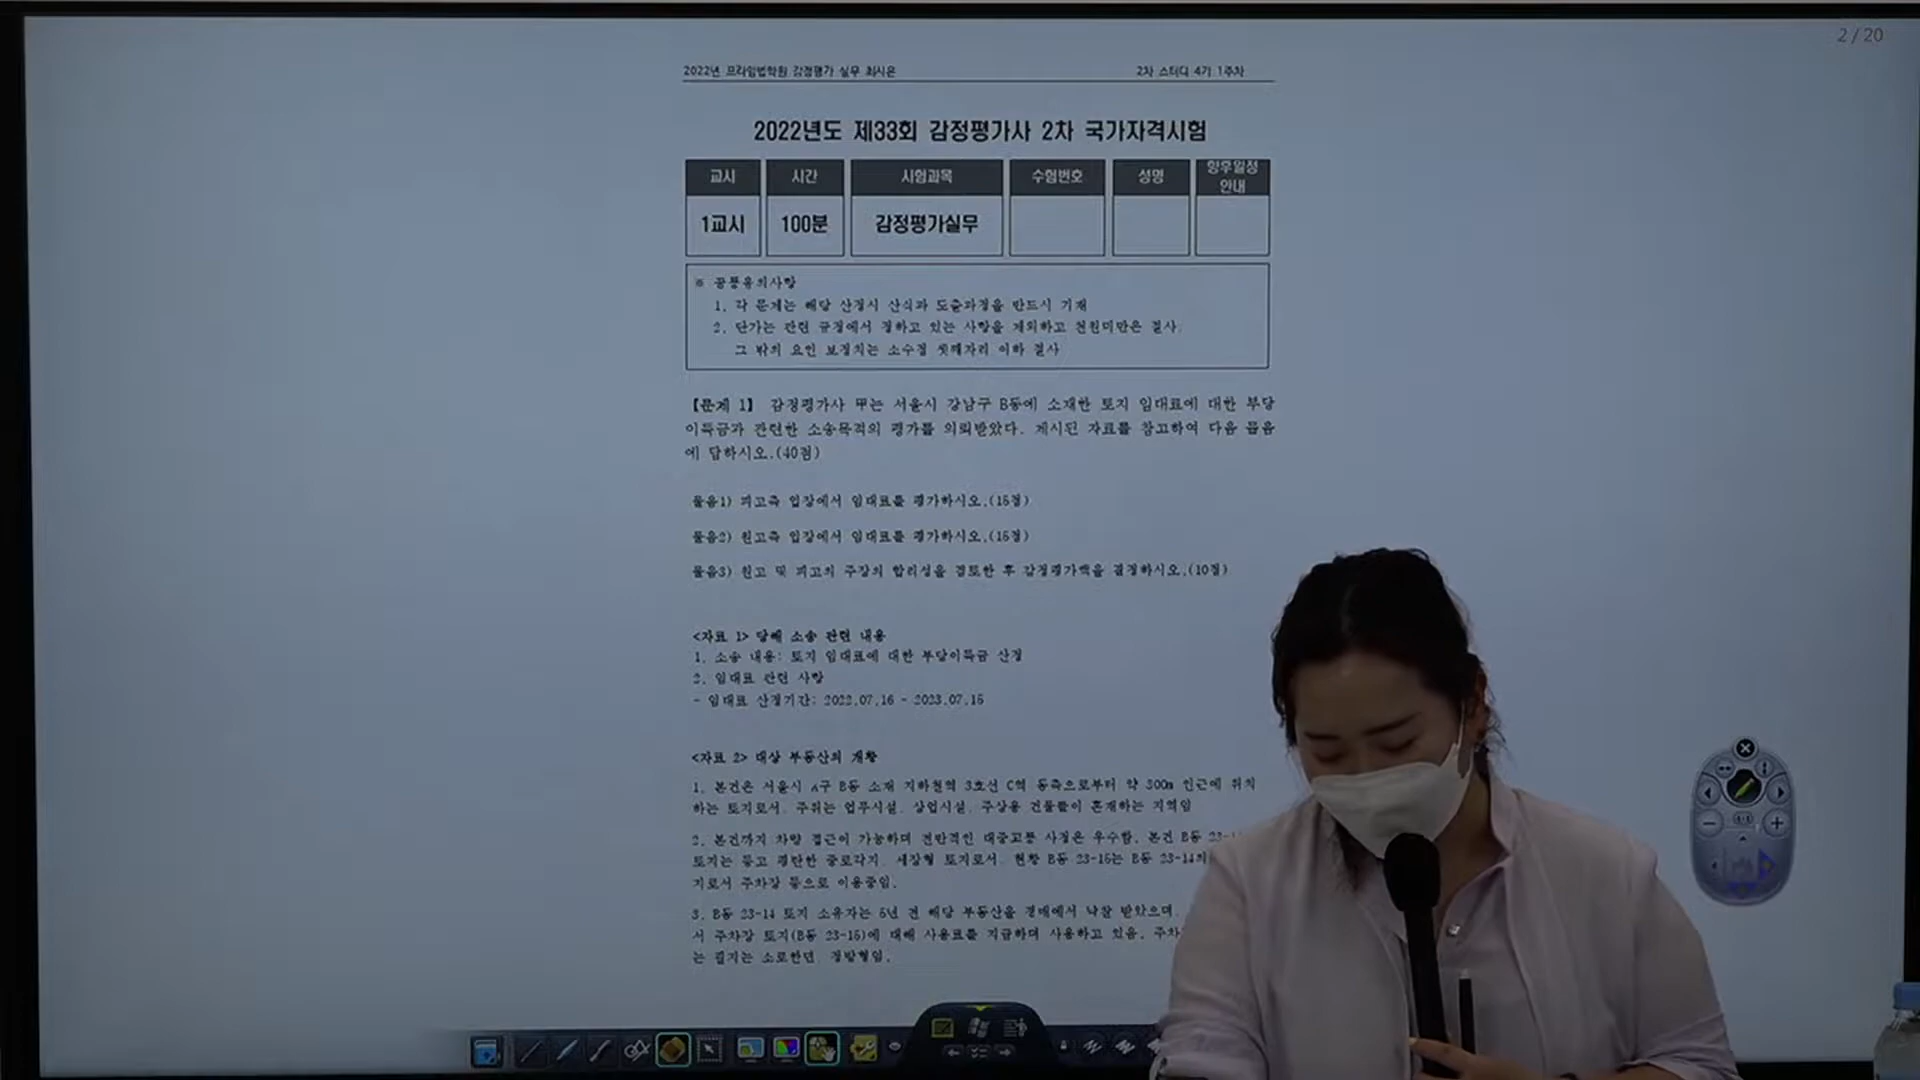 2 / 20
2022년 프라임법학원 감정평가 실무 최시은 2차 스터디 4기 1주차
2022년도 제33회 감정평가사 2차 국가자격시험
교시 시간 시험과목 수험번호 성명 향후일정 안내
1교시 100분 감정평가실무
※ 공통유의사항
1. 각 문제는 해당 산정시 산식과 도출과정을 반드시 기재
2. 단가는 관련 규정에서 정하고 있는 사항을 제외하고 천원미만은 절사
그 밖의 요인 보정치는 소수점 셋째자리 이하 절사
【문제 1】 감정평가사 甲는 서울시 강남구 B동에 소재한 토지 임대료에 대한 부당
이득금과 관련한 소송목적의 평가를 의뢰받았다. 제시된 자료를 참고하여 다음 물음
에 답하시오.(40점)
물음1) 피고측 입장에서 임대료를 평가하시오.(15점)
물음2) 원고측 입장에서 임대료를 평가하시오.(15점)
물음3) 원고 및 피고의 주장의 합리성을 검토한 후 감정평가액을 결정하시오.(10점)
<자료 1> 당해 소송 관련 내용
1. 소송 내용: 토지 임대료에 대한 부당이득금 산정
2. 임대료 관련 사항
- 임대료 산정기간: 2022.07.16 ~ 2023.07.15
<자료 2> 대상 부동산의 개황
1. 본건은 서울시 A구 B동 소재 지하철역 3호선 C역 동측으로부터 약 300m 인근에 위치
하는 토지로서, 주위는 업무시설, 상업시설, 주상용 건물들이 혼재하는 지역임
2. 본건까지 차량 접근이 가능하며 전반적인 대중교통 사정은 우수함. 본건 B동
토지는 등고 평탄한 중로각지, 세장형 토지로서, 현황 B동 23-15는 B동 23-14의
지로서 주차장 등으로 이용중임.
3. B동 23-14 토지 소유자는 5년 전 해당 부동산을 경매에서 낙찰 받았으며,
서 주차장 토지(B동 23-15)에 대해 사용료를 지급하며 사용하고 있음.
는 필지는 소로한면, 정방형임.